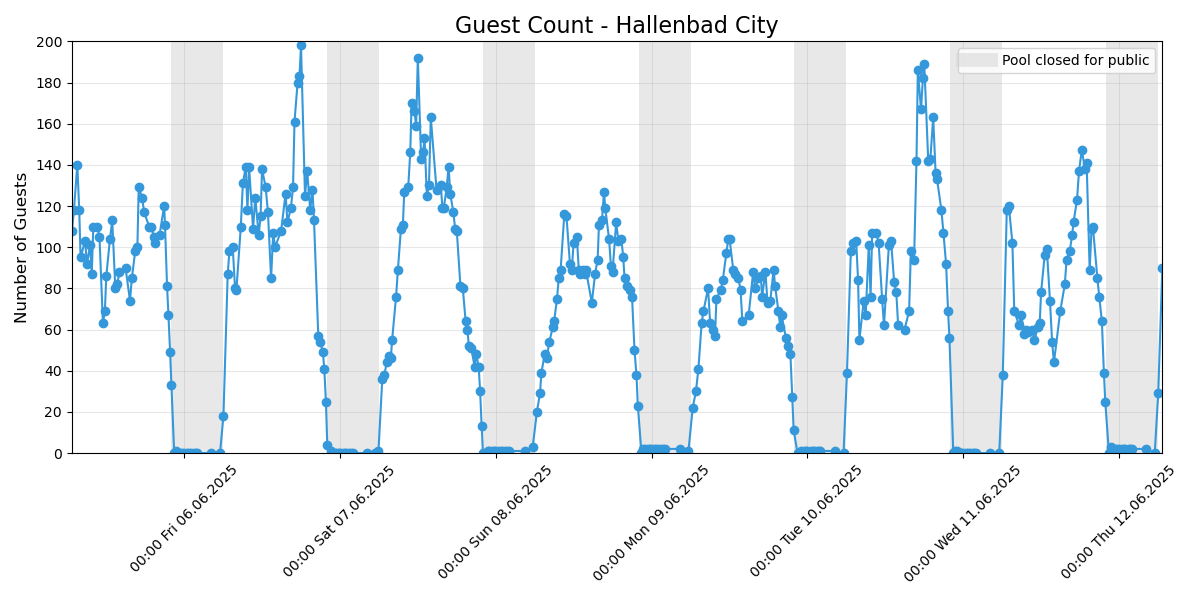 Guest Count - Hallenbad City
Number of Guests
200
180
160
140
120
100
80
60
40
20
0
Pool closed for public
00:00 Fri 06.06.2025
00:00 Sat 07.06.2025
00:00 Sun 08.06.2025
00:00 Mon 09.06.2025
00:00 Tue 10.06.2025
00:00 Wed 11.06.2025
00:00 Thu 12.06.2025